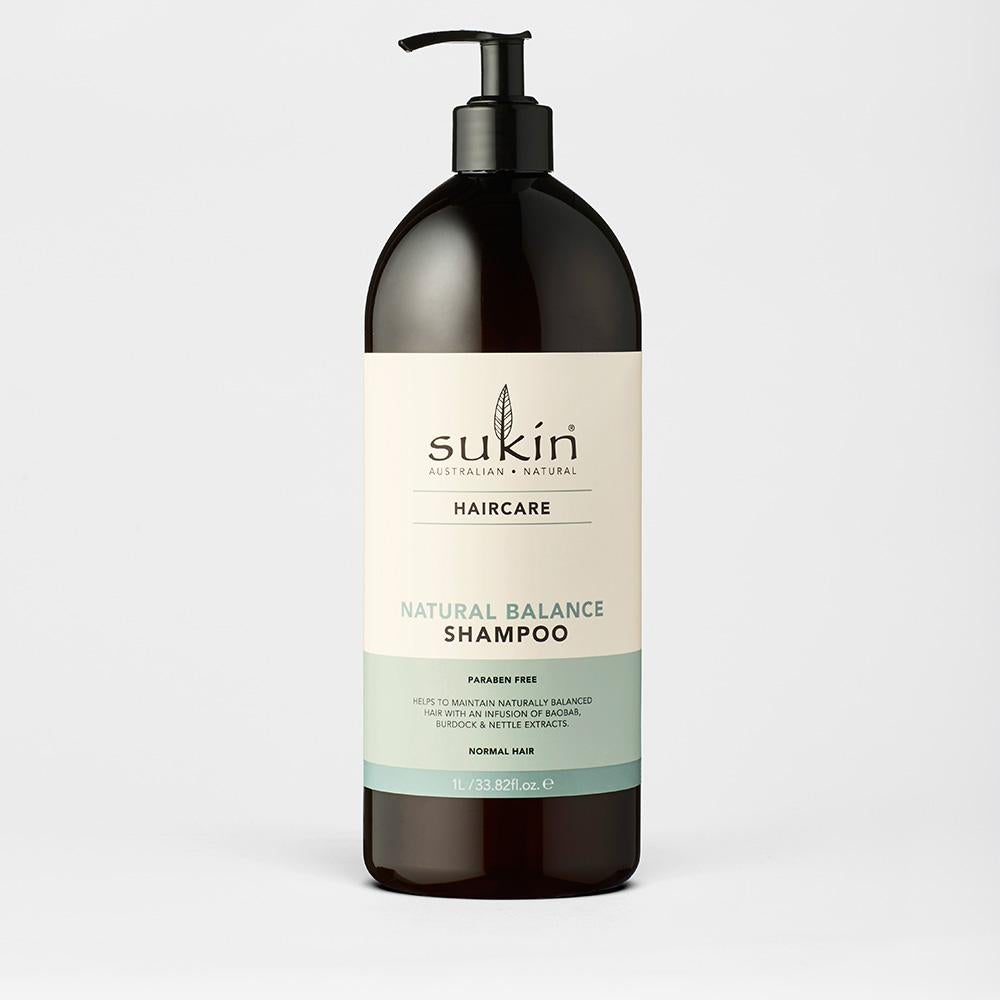 sukin®
AUSTRALIAN • NATURAL
HAIRCARE
NATURAL BALANCE
SHAMPOO
PARABEN FREE
HELPS TO MAINTAIN NATURALLY BALANCED
HAIR WITH AN INFUSION OF BAOBAB,
BURDOCK & NETTLE EXTRACTS.
NORMAL HAIR
1L/33.82fl.oz. ℮